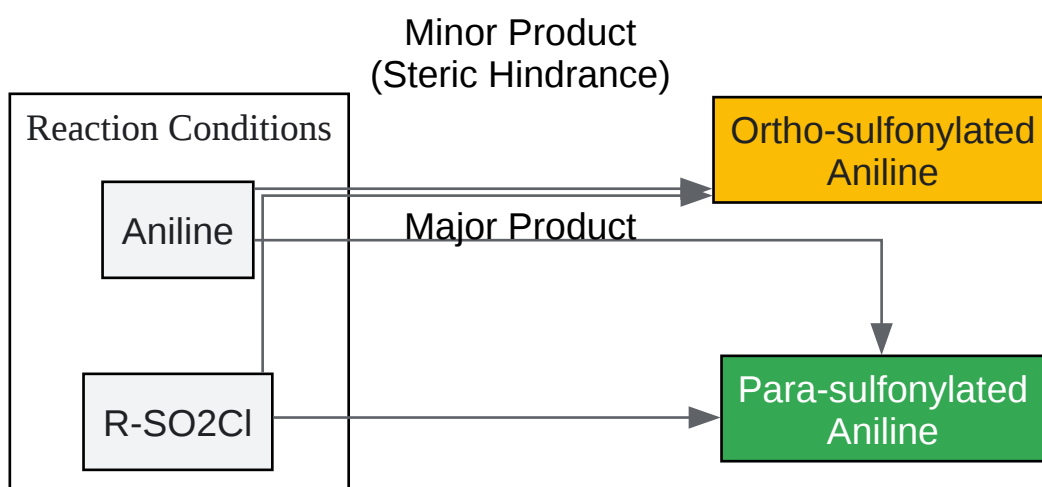 Minor Product
(Steric Hindrance)
Reaction Conditions
Ortho-sulfonylated
Aniline
Aniline
Major Product
R-SO2Cl
Para-sulfonylated
Aniline